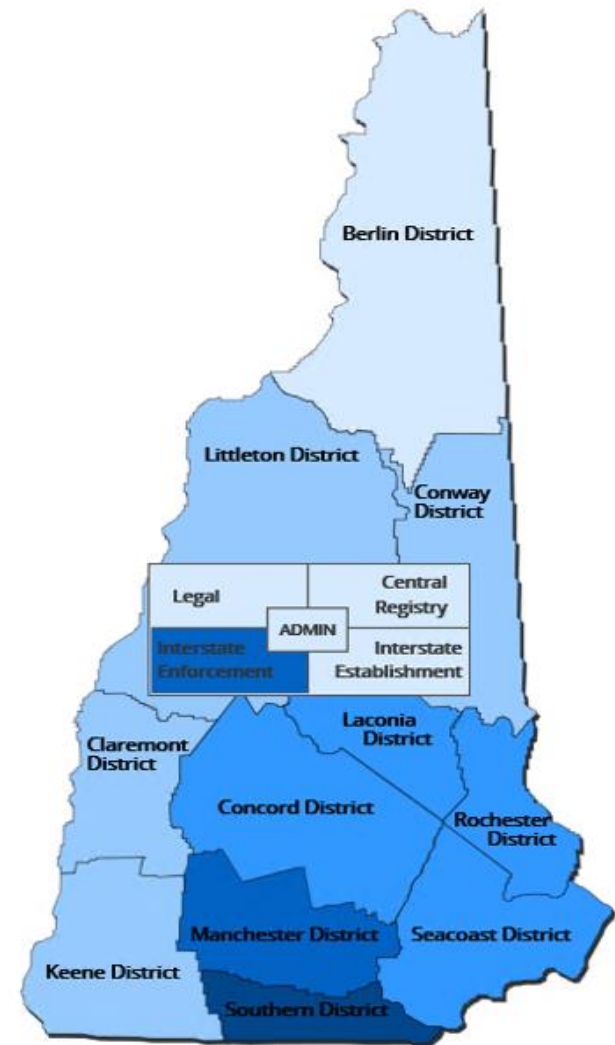 Berlin District
Littleton District
Conway
District
Legal
Central
Registry
ADMIN
Interstate
Enforcement
Interstate
Establishment
Laconia
District
Claremont
District
Concord District
Rochester
District
Manchester District
Seacoast District
Keene District
Southern District